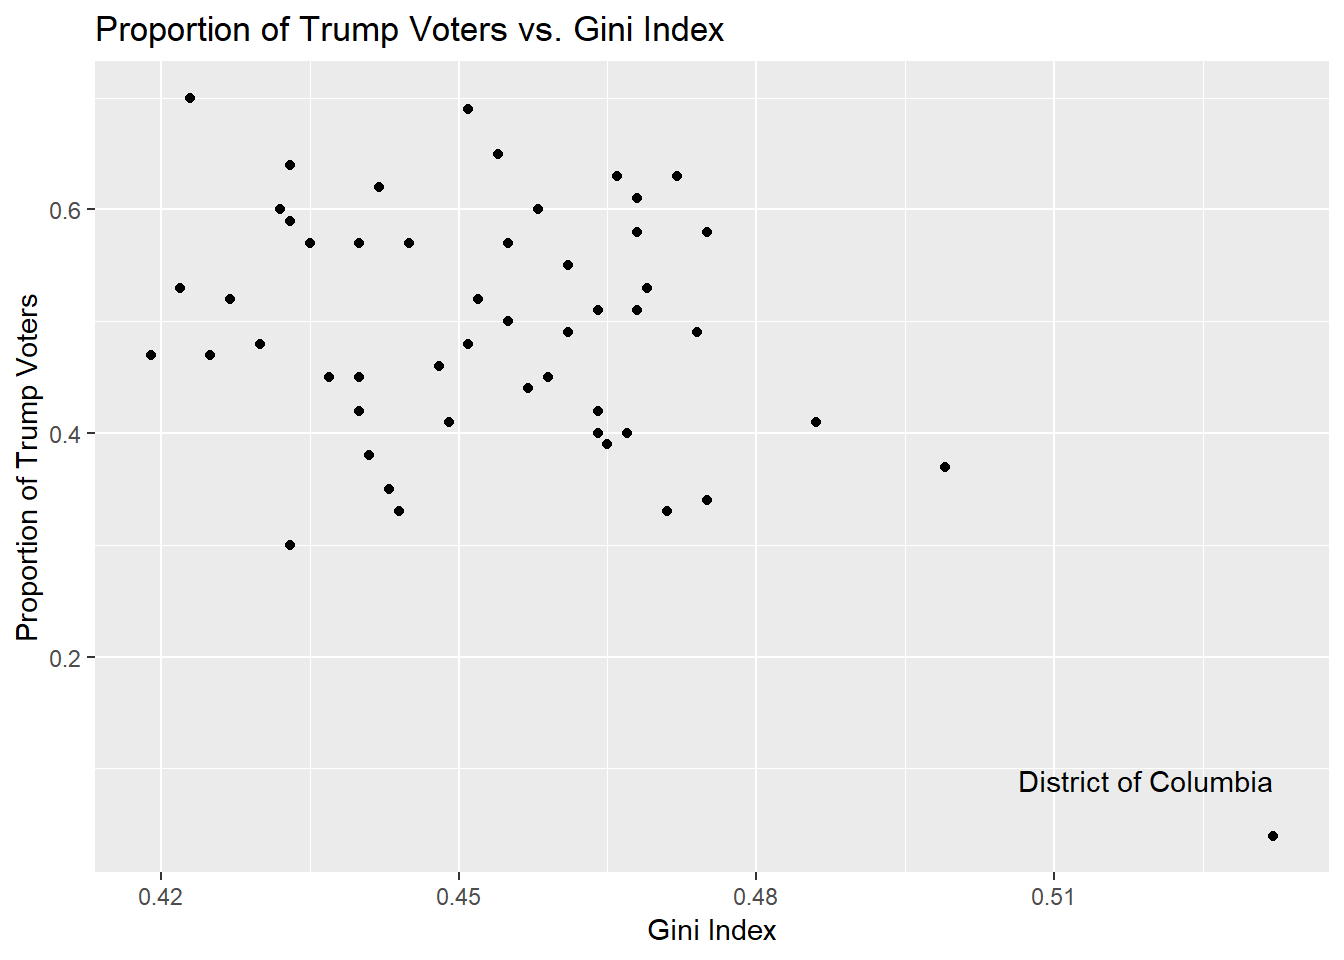 Proportion of Trump Voters vs. Gini Index
Proportion of Trump Voters
0.6
0.4
0.2
District of Columbia
0.42
0.45
0.48
0.51
Gini Index